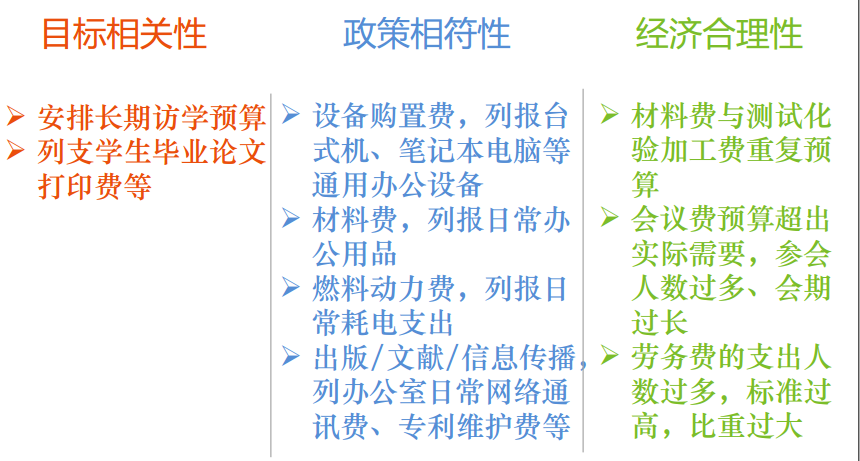 目标相关性
➢ 安排长期访学预算
➢ 列支学生毕业论文
打印费等
政策相符性
➢ 设备购置费，列报台
式机、笔记本电脑等
通用办公设备
➢ 材料费，列报日常办
公用品
➢ 燃料动力费，列报日
常耗电支出
➢ 出版/文献/信息传播，
列办公室日常网络通
讯费、专利维护费等
经济合理性
➢ 材料费与测试化
验加工费重复预
算
➢ 会议费预算超出
实际需要，参会
人数过多、会期
过长
➢ 劳务费的支出人
数过多，标准过
高，比重过大